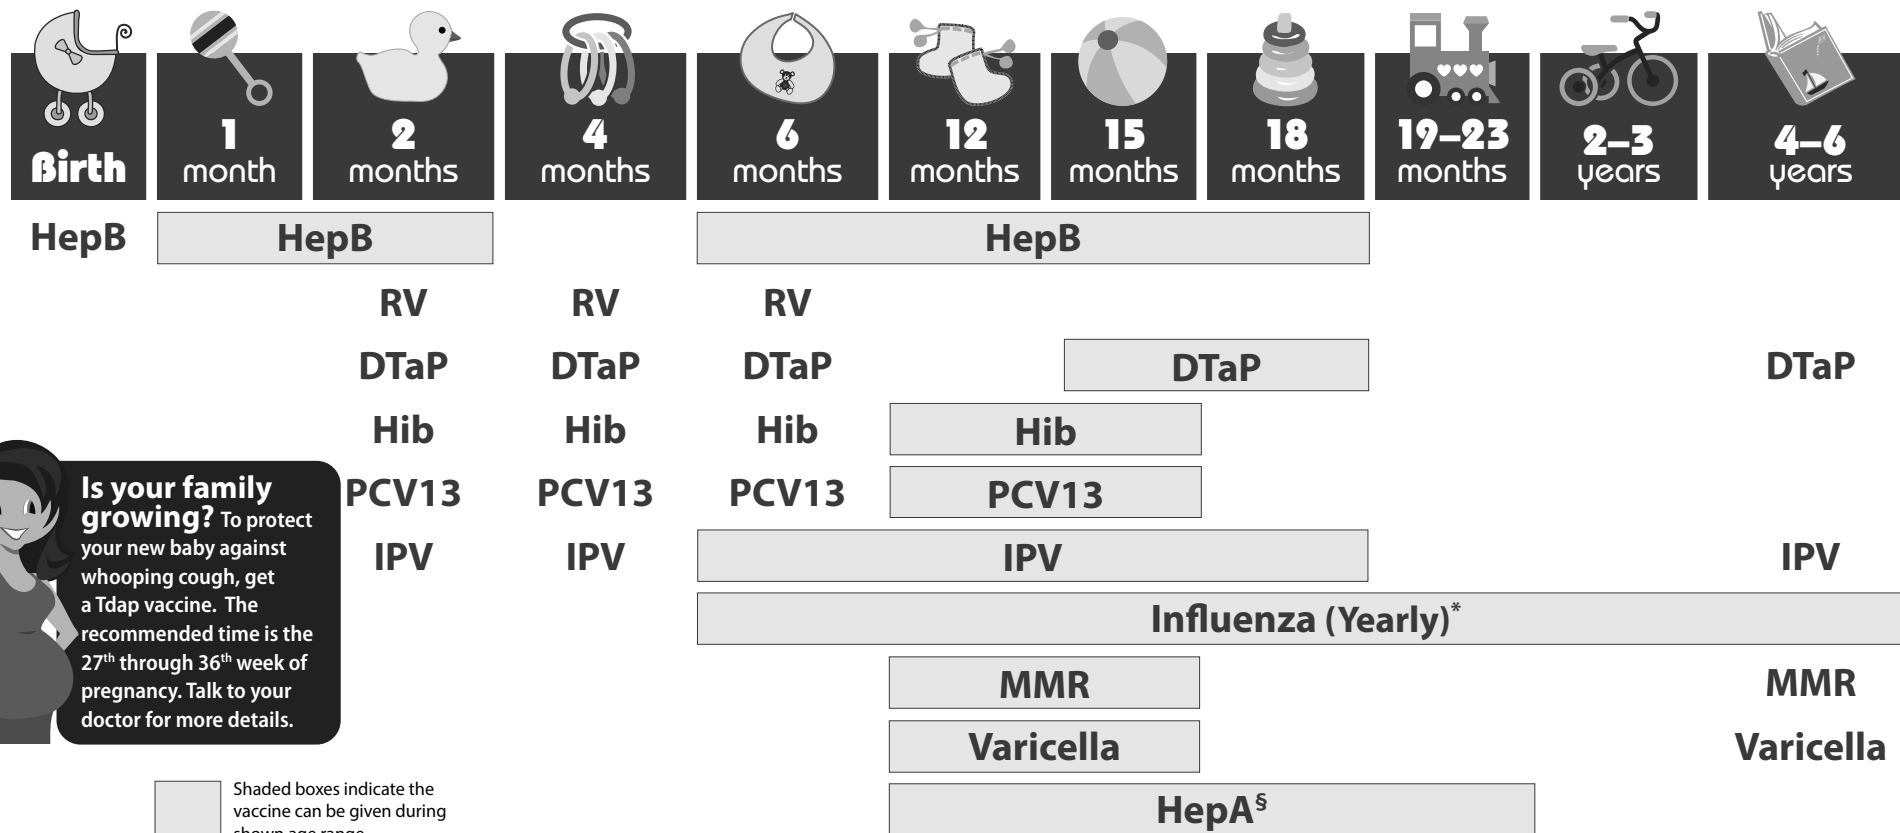 Birth
1 month
2 months
4 months
6 months
12 months
15 months
18 months
19–23 months
2–3 years
4–6 years
HepB HepB HepB
RV RV RV
DTaP DTaP DTaP DTaP DTaP
Hib Hib Hib Hib
PCV13 PCV13 PCV13 PCV13
IPV IPV IPV IPV
Influenza (Yearly)*
MMR MMR
Varicella Varicella
HepA§
Is your family
growing? To protect
your new baby against
whooping cough, get
a Tdap vaccine. The
recommended time is the
27th through 36th week of
pregnancy. Talk to your
doctor for more details.
Shaded boxes indicate the
vaccine can be given during
shown age range